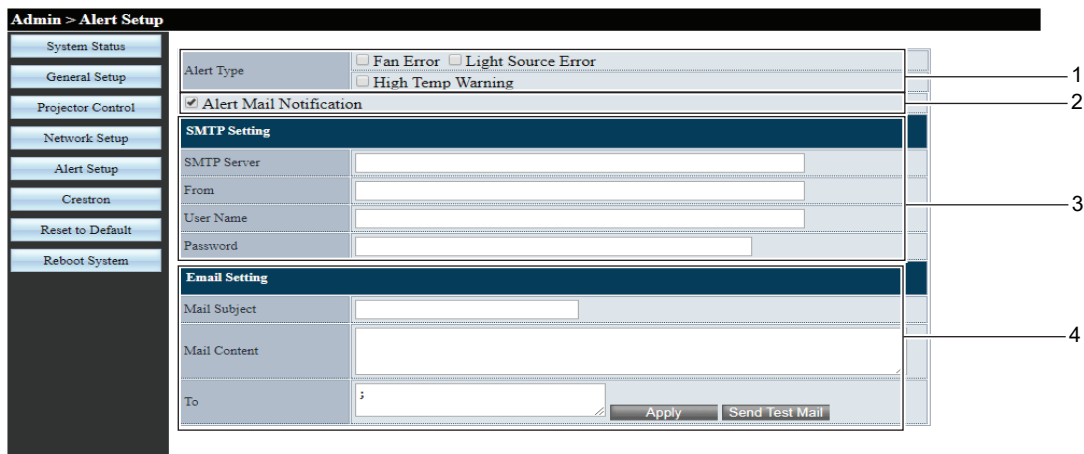 Admin > Alert Setup
System Status
General Setup
Projector Control
Network Setup
Alert Setup
Crestron
Reset to Default
Reboot System
Alert Type
Fan Error Light Source Error
High Temp Warning
1
Alert Mail Notification
2
SMTP Setting
SMTP Server
From
User Name
Password
3
Email Setting
Mail Subject
Mail Content
4
To
;
Apply Send Test Mail